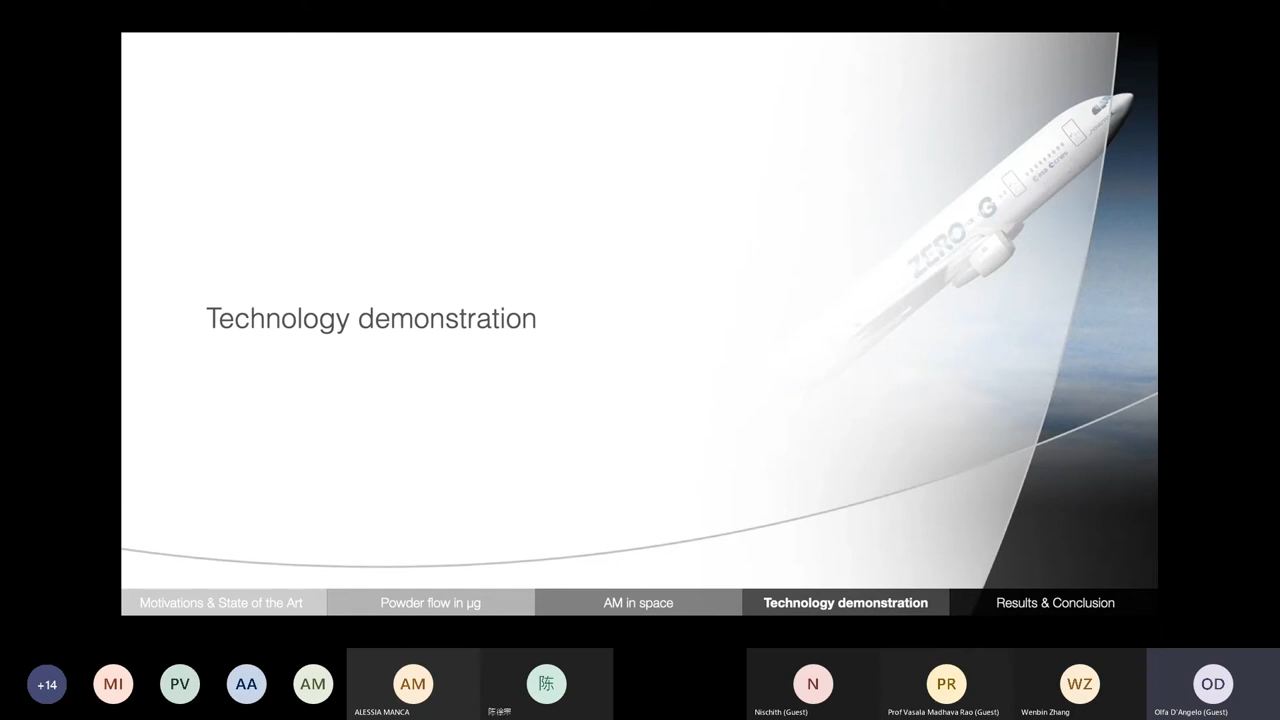 ZERO-G
Technology demonstration
Motivations & State of the Art
Powder flow in µg
AM in space
Technology demonstration
Results & Conclusion
+14
MI
PV
AA
AM
AM
陈
N
PR
WZ
OD
ALESSIA MANCA
Nischith (Guest)
Prof Vasala Madhava Rao (Guest)
Wenbin Zhang
Olfa D'Angelo (Guest)